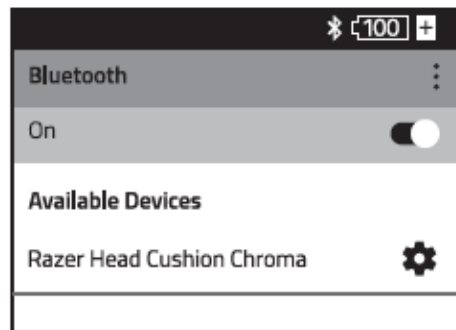 100 +
Bluetooth
On
Available Devices
Razer Head Cushion Chroma